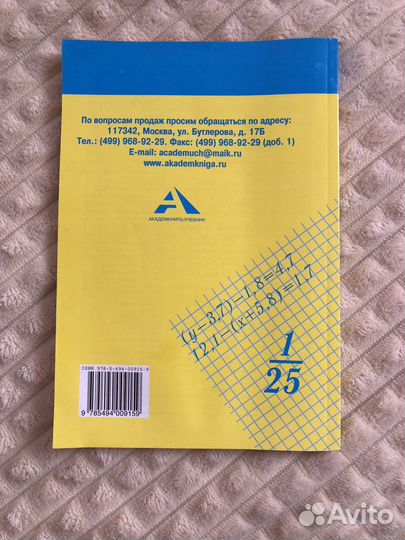 По вопросам продаж просим обращаться по адресу:
117342, Москва, ул. Бутлерова, д. 17Б
Тел.: (499) 968-92-29. Факс: (499) 968-92-29 (доб. 1)
E-mail: academuch@maik.ru
www.akademkniga.ru
АКАДЕМКНИГА/УЧЕБНИК
(y−3,7)−1,8=4,7
12,1−(x+5,8)=1,7
1
25
ISBN 978-5-494-00915-9
9 785494 009159
Avito